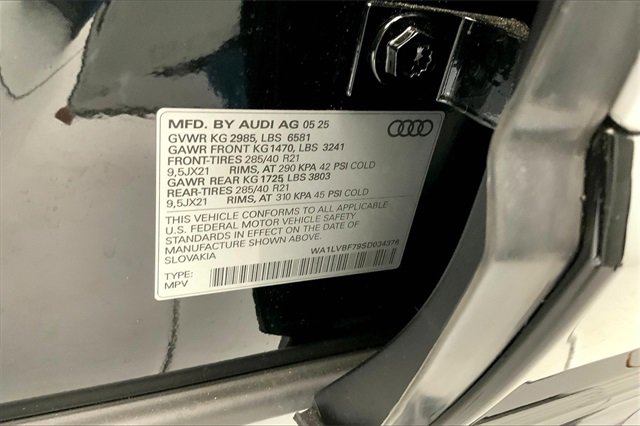 MFD. BY AUDI AG 05 25
GVWR KG 2985, LBS 6581
GAWR FRONT KG1470, LBS 3241
FRONT-TIRES 285/40 R21
9,5JX21 RIMS, AT 290 KPA 42 PSI COLD
GAWR REAR KG 1725, LBS 3803
REAR-TIRES 285/40 R21
9,5JX21 RIMS, AT 310 KPA 45 PSI COLD
THIS VEHICLE CONFORMS TO ALL APPLICABLE
U.S. FEDERAL MOTOR VEHICLE SAFETY
STANDARDS IN EFFECT ON THE DATE OF
MANUFACTURE SHOWN ABOVE.
SLOVAKIA
WA1LVBF79SD034376
TYPE:
MPV